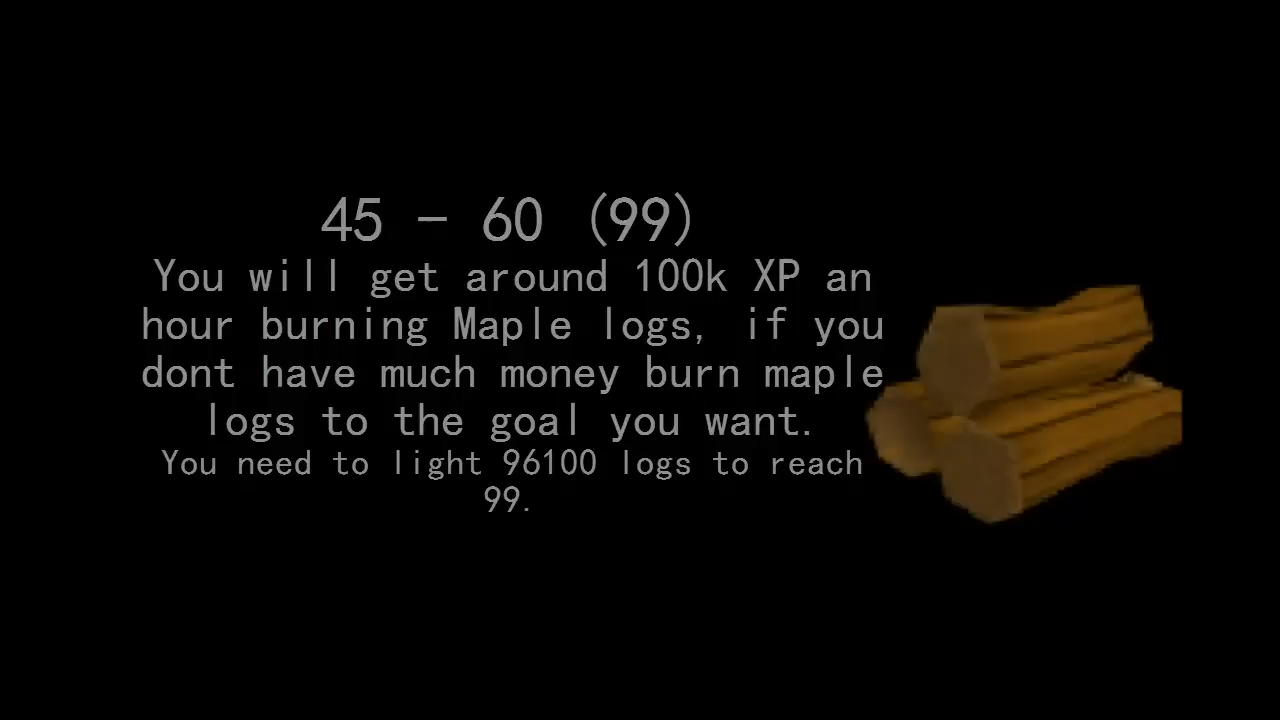 45 - 60 (99)
You will get around 100k XP an
hour burning Maple logs, if you
dont have much money burn maple
logs to the goal you want.
You need to light 96100 logs to reach
99.